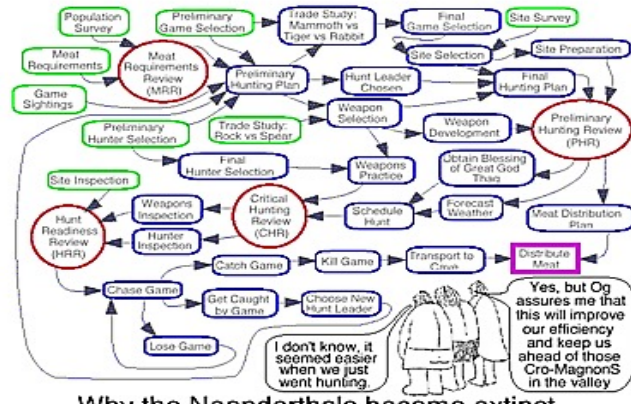 Population
Survey
Preliminary
Game Selection
Trade Study:
Mammoth vs
Tiger vs Rabbit
Final
Game Selection
Site Survey
Meat
Requirements
Meat
Requirements
Review
(MRR)
Site Selection
Site Preparation
Game
Sightings
Preliminary
Hunting Plan
Hunt Leader
Chosen
Final
Hunting Plan
Preliminary
Hunter Selection
Trade Study:
Rock vs Spear
Weapon
Selection
Weapon
Development
Preliminary
Hunting Review
(PHR)
Final
Hunter Selection
Weapons
Practice
Obtain Blessing
of Great God
Thag
Site Inspection
Hunt
Readiness
Review
(HRR)
Weapons
Inspection
Hunter
Inspection
Critical
Hunting
Review
(CHR)
Schedule
Hunt
Forecast
Weather
Meat Distribution
Plan
Chase Game
Catch Game
Kill Game
Transport to
Cave
Distribute
Meat
Get Caught
by Game
Choose New
Hunt Leader
Lose Game
I don't know, it
seemed easier
when we just
went hunting.
Yes, but Og
assures me that
this will improve
our efficiency
and keep us
ahead of those
Cro-MagnonS
in the valley
Why the Neanderthals became extinct